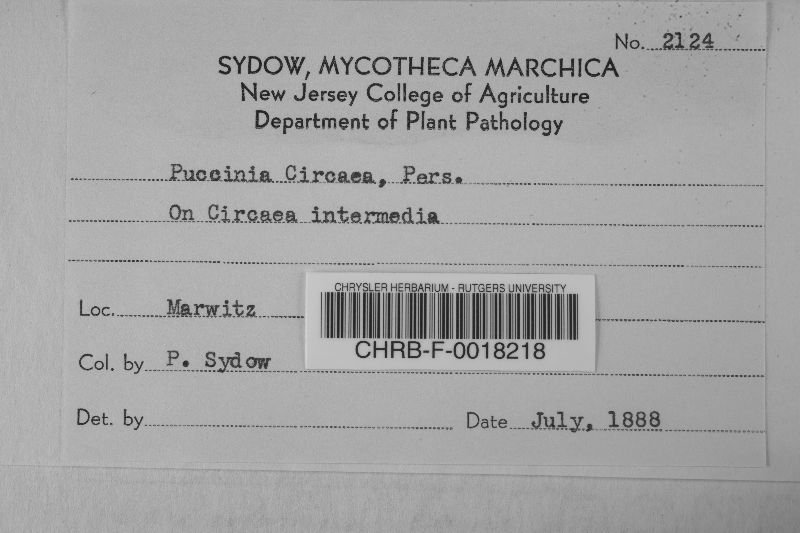 No. 2124
SYDOW, MYCOTHECA MARCHICA
New Jersey College of Agriculture
Department of Plant Pathology
Puccinia Circaea, Pers.
On Circaea intermedia
Loc. Marwitz
CHRYSLER HERBARIUM - RUTGERS UNIVERSITY
CHRB-F-0018218
Col. by P. Sydow
Det. by
Date July, 1888